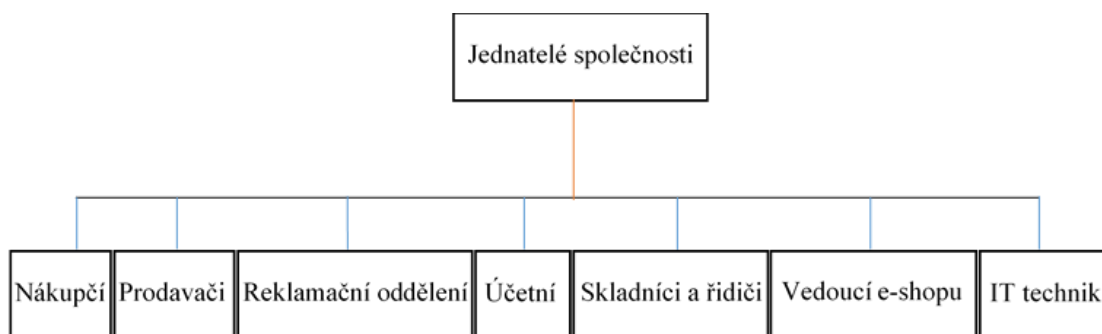 Jednatelé společnosti
Nákupčí
Prodavači
Reklamační oddělení
Účetní
Skladníci a řidiči
Vedoucí e-shopu
IT technik